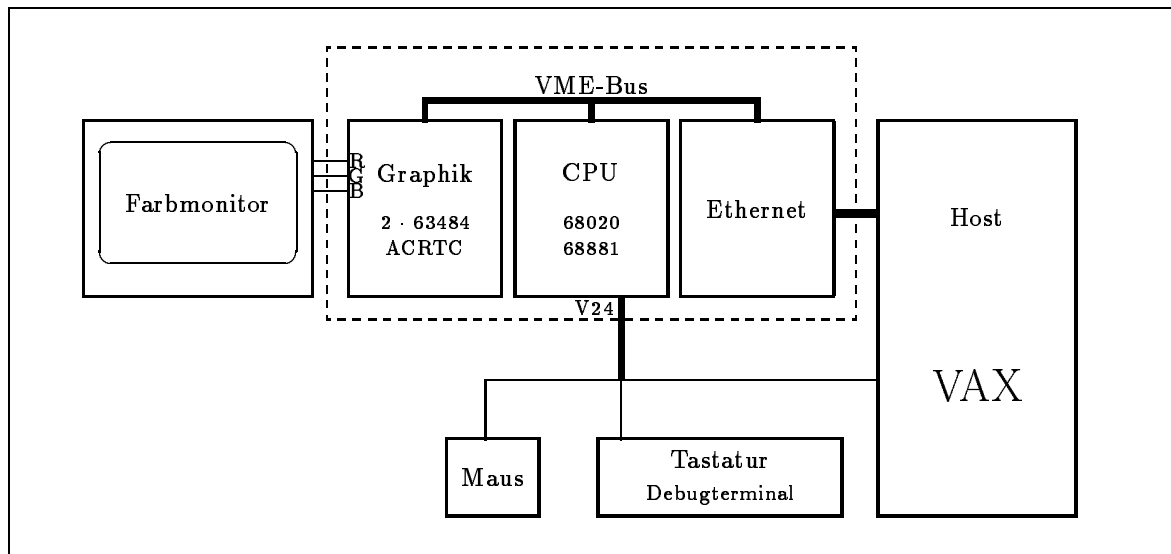 VME-Bus
Farbmonitor
R
G
B
Graphik
2 · 63484
ACRTC
CPU
68020
68881
Ethernet
Host
VAX
V24
Maus
Tastatur
Debugterminal